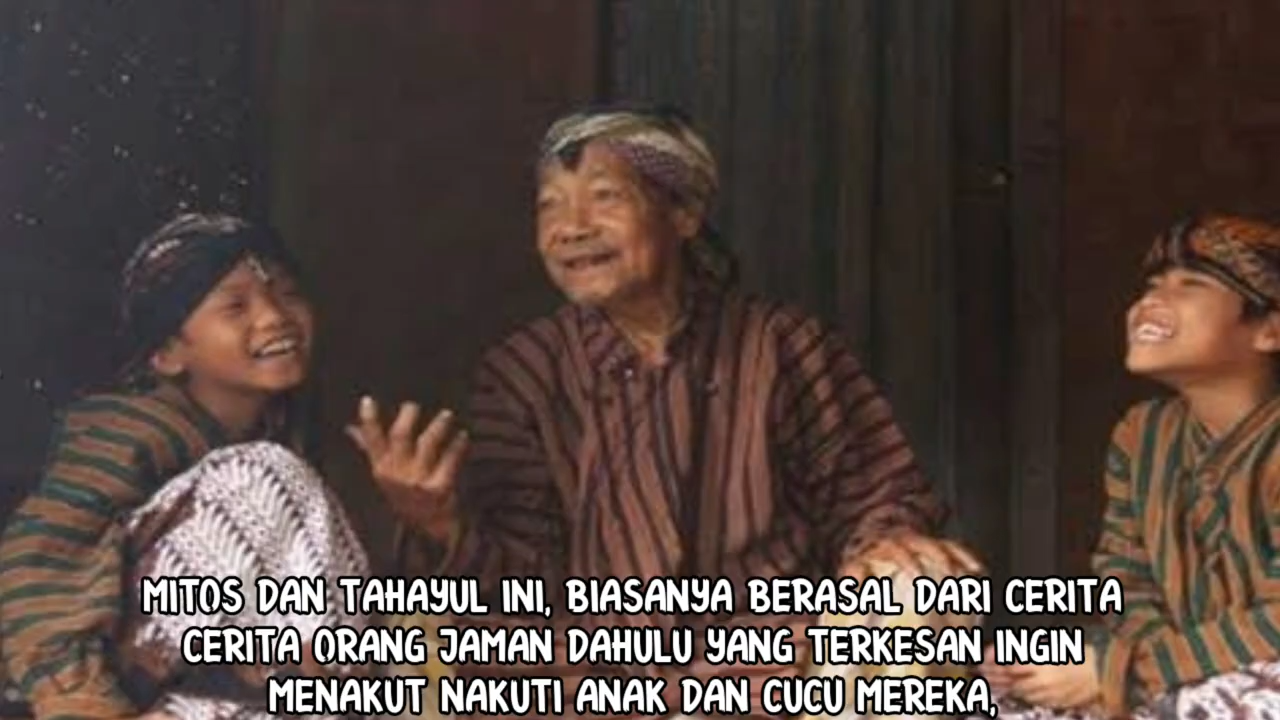 MITOS DAN TAHAYUL INI, BIASANYA BERASAL DARI CERITA
CERITA ORANG JAMAN DAHULU YANG TERKESAN INGIN
MENAKUT NAKUTI ANAK DAN CUCU MEREKA,